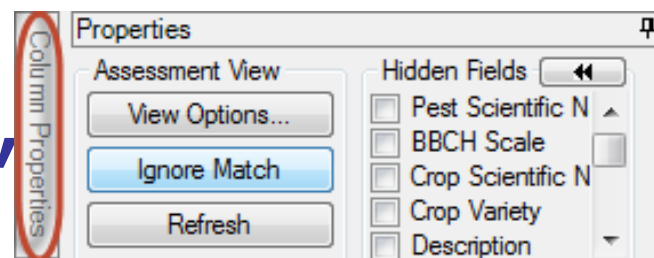 Column Properties
Properties
Assessment View
View Options...
Ignore Match
Refresh
Hidden Fields
Pest Scientific N
BBCH Scale
Crop Scientific N
Crop Variety
Description